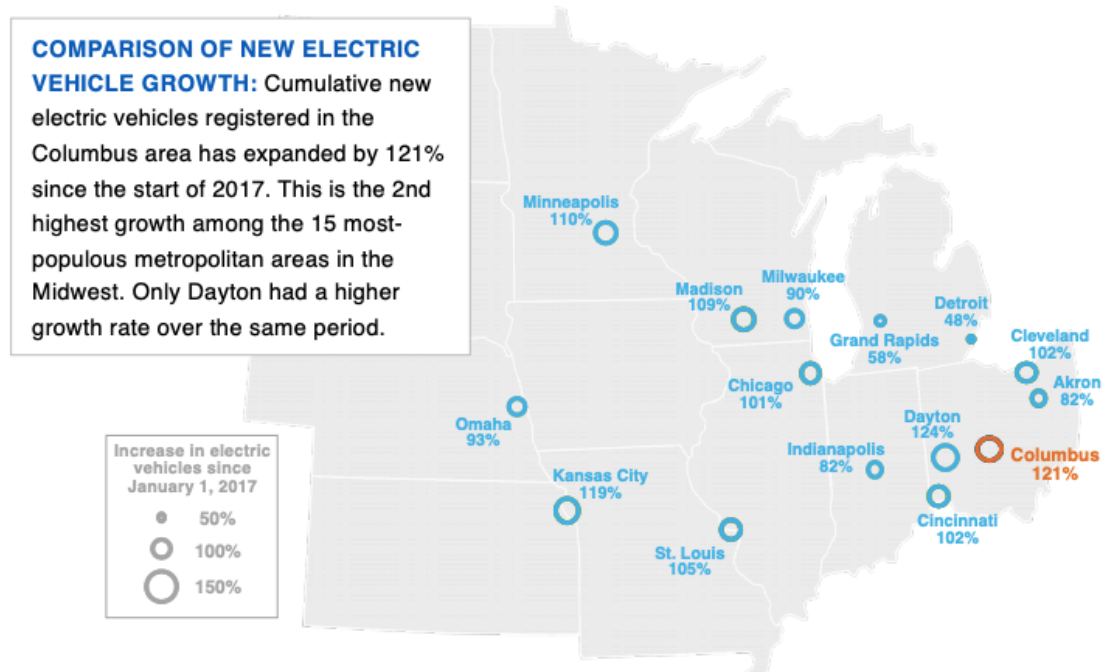 COMPARISON OF NEW ELECTRIC
VEHICLE GROWTH: Cumulative new
electric vehicles registered in the
Columbus area has expanded by 121%
since the start of 2017. This is the 2nd
highest growth among the 15 most-
populous metropolitan areas in the
Midwest. Only Dayton had a higher
growth rate over the same period.
Minneapolis
110%
Madison
109%
Milwaukee
90%
Detroit
48%
Grand Rapids
58%
Cleveland
102%
Akron
82%
Chicago
101%
Omaha
93%
Dayton
124%
Columbus
121%
Indianapolis
82%
Kansas City
119%
Cincinnati
102%
St. Louis
105%
Increase in electric
vehicles since
January 1, 2017
50%
100%
150%